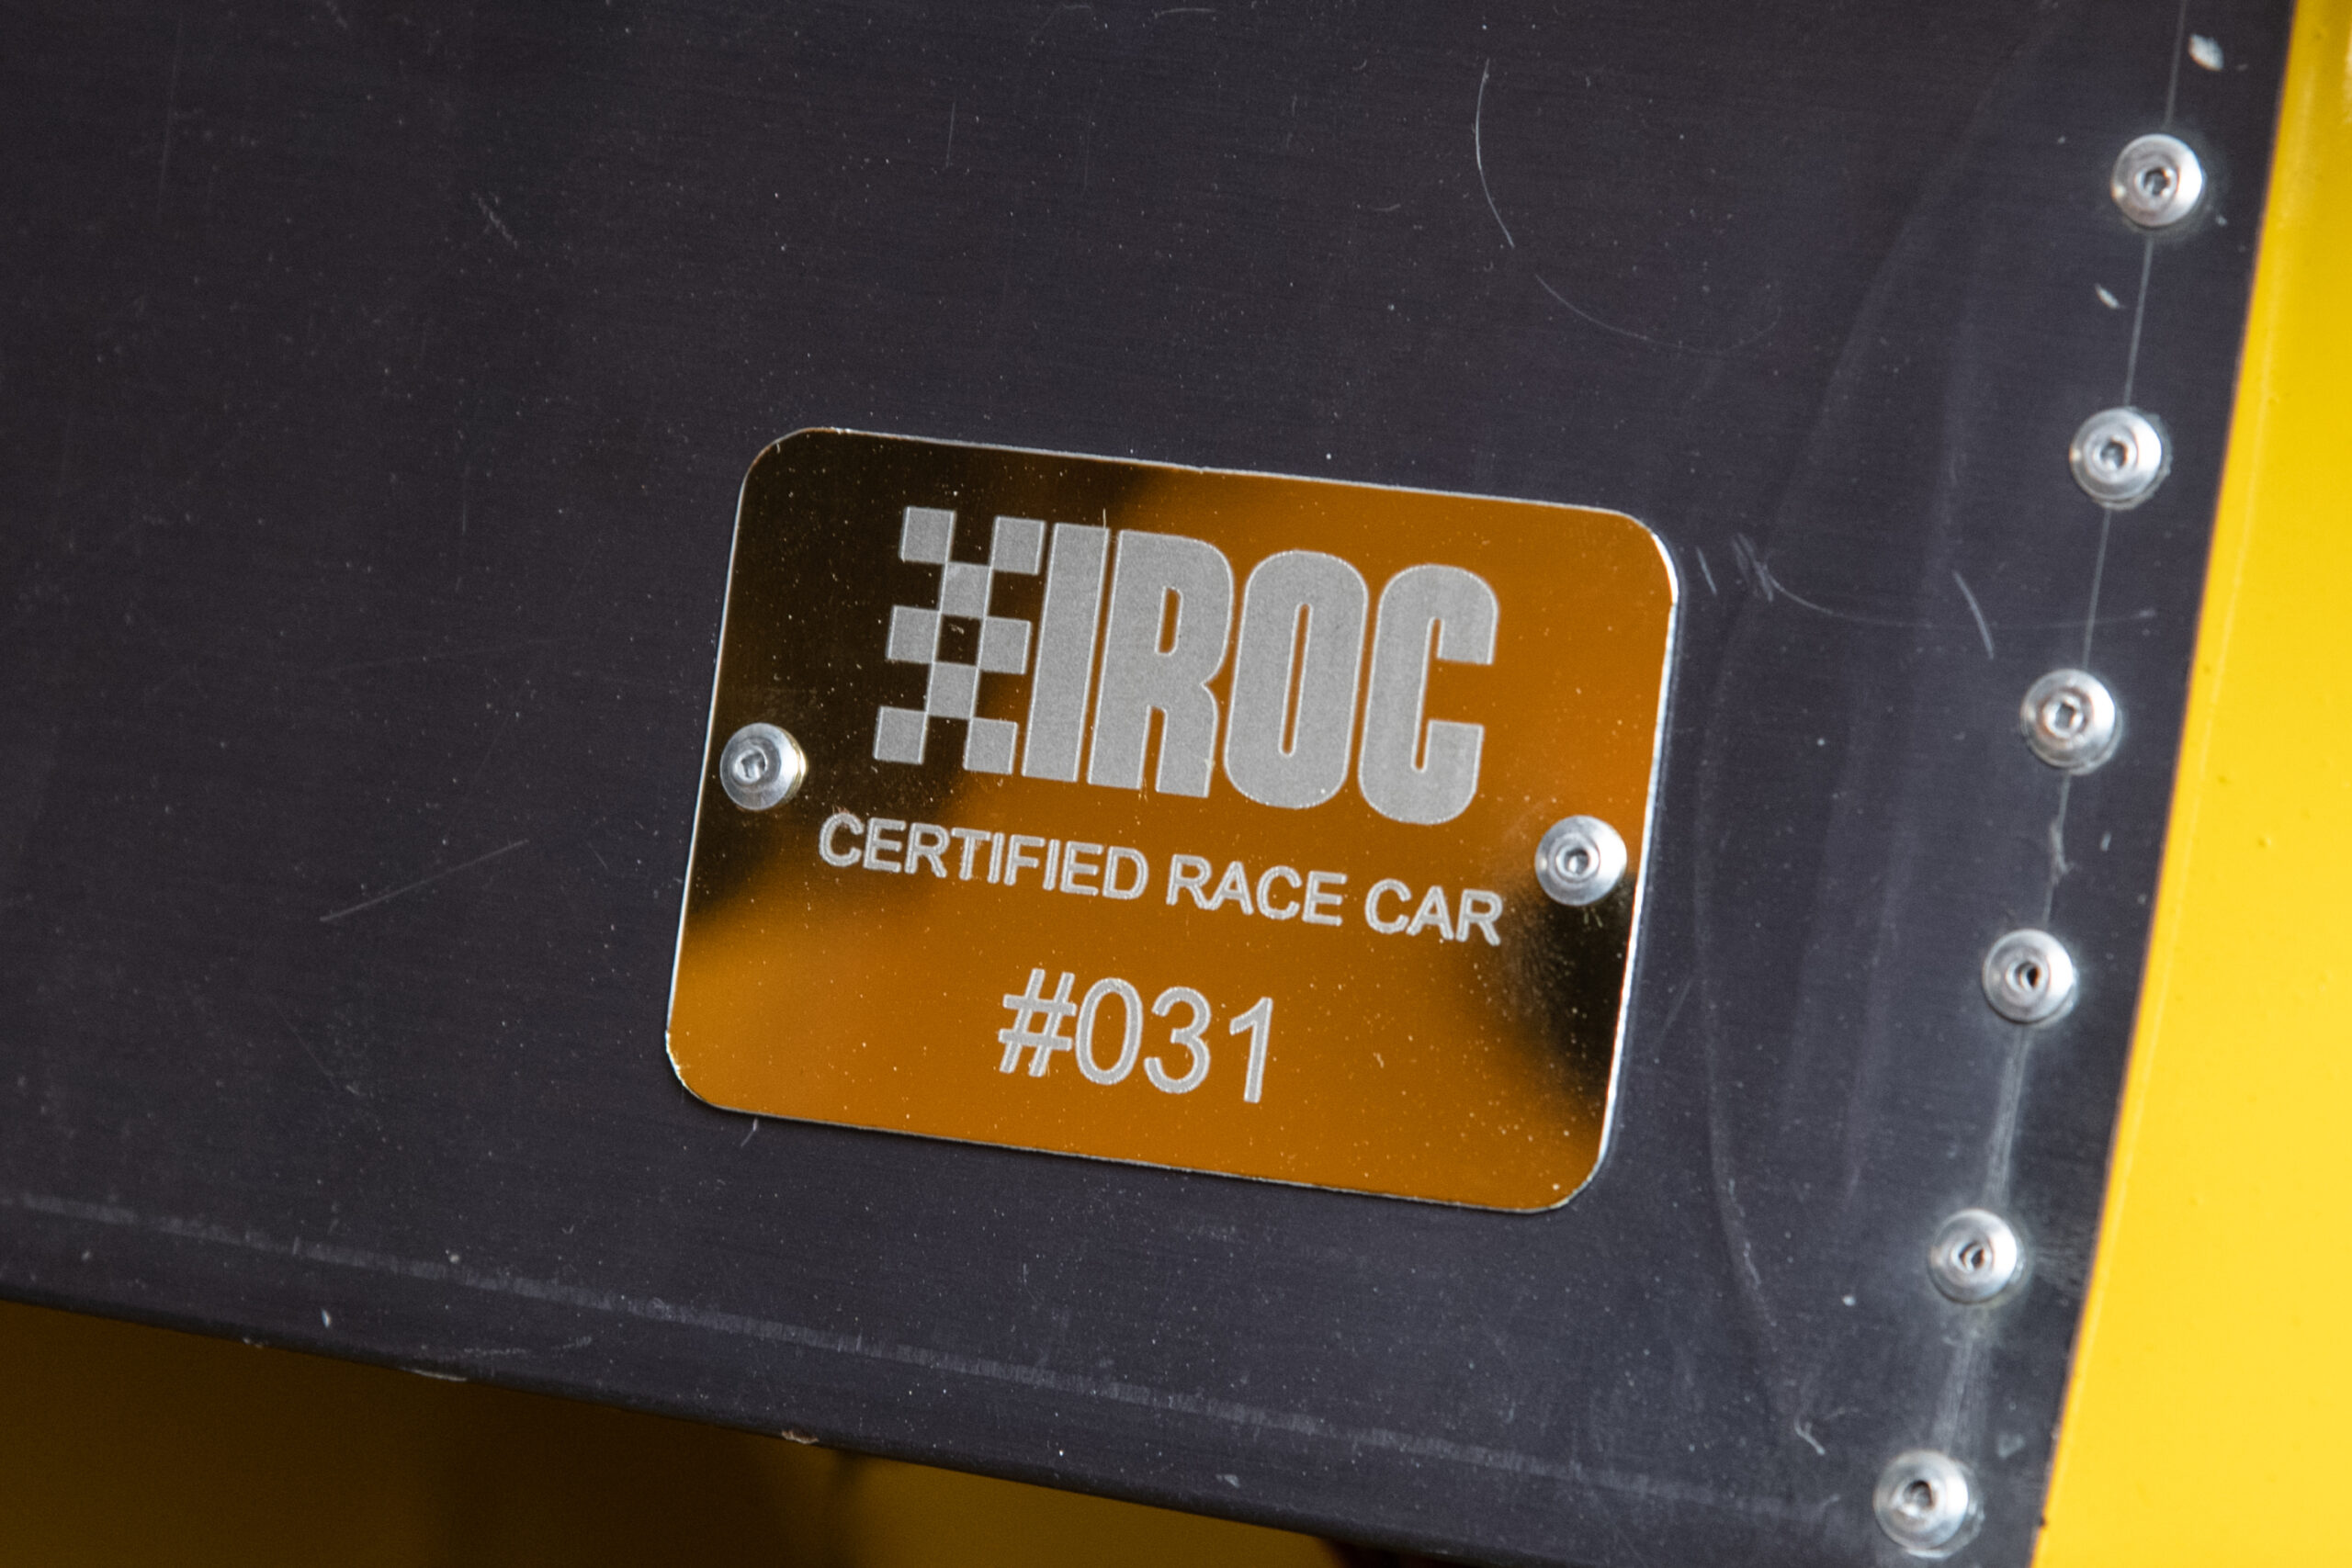 IROC
CERTIFIED RACE CAR
#031